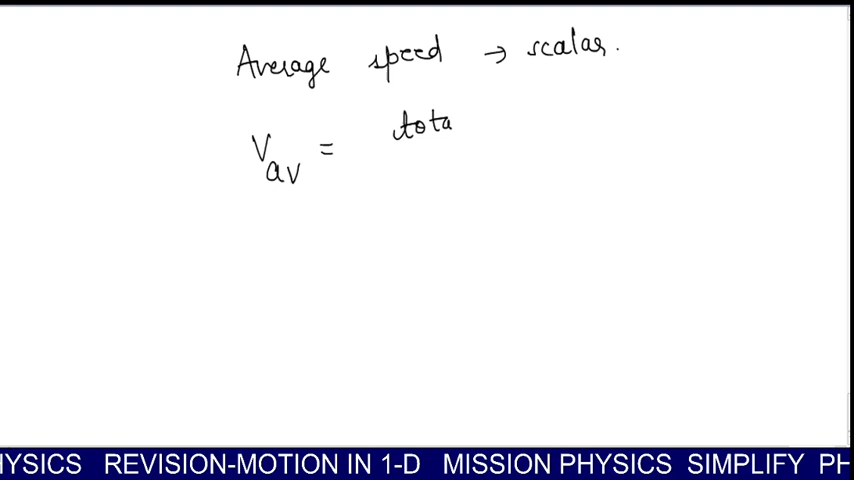 Average speed → scalar.
Vav = tota
HYSICS REVISION-MOTION IN 1-D MISSION PHYSICS SIMPLIFY PH